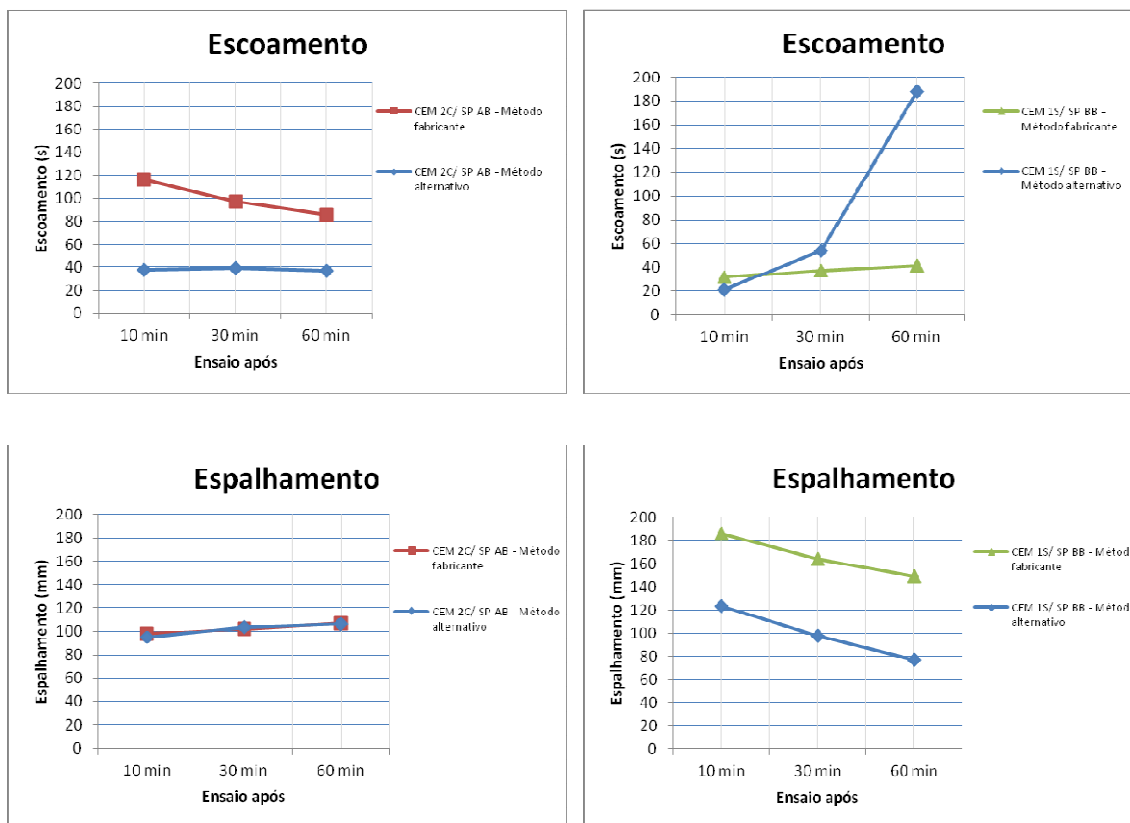 Escoamento
200
180
160
140
120
100
80
60
40
20
0
Escoamento (s)
10 min 30 min 60 min
Ensaio após
CEM 2C/ SP AB - Método
fabricante
CEM 2C/ SP AB - Método
alternativo
Escoamento
200
180
160
140
120
100
80
60
40
20
0
Escoamento (s)
10 min 30 min 60 min
Ensaio após
CEM 1S/ SP BB -
Método fabricante
CEM 1S/ SP BB -
Método alternativo
Espalhamento
200
180
160
140
120
100
80
60
40
20
0
Espalhamento (mm)
10 min 30 min 60 min
Ensaio após
CEM 2C/ SP AB - Método
fabricante
CEM 2C/ SP AB - Método
alternativo
Espalhamento
200
180
160
140
120
100
80
60
40
20
0
Espalhamento (mm)
10 min 30 min 60 min
Ensaio após
CEM 1S/ SP BB - Métod
fabricante
CEM 1S/ SP BB - Métod
alternativo